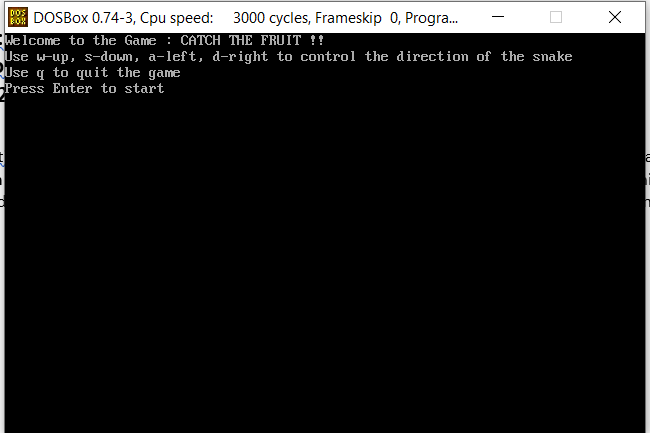 DOS BOX DOSBox 0.74-3, Cpu speed: 3000 cycles, Frameskip 0, Progra...
Welcome to the Game : CATCH THE FRUIT !!
Use w-up, s-down, a-left, d-right to control the direction of the snake
Use q to quit the game
Press Enter to start